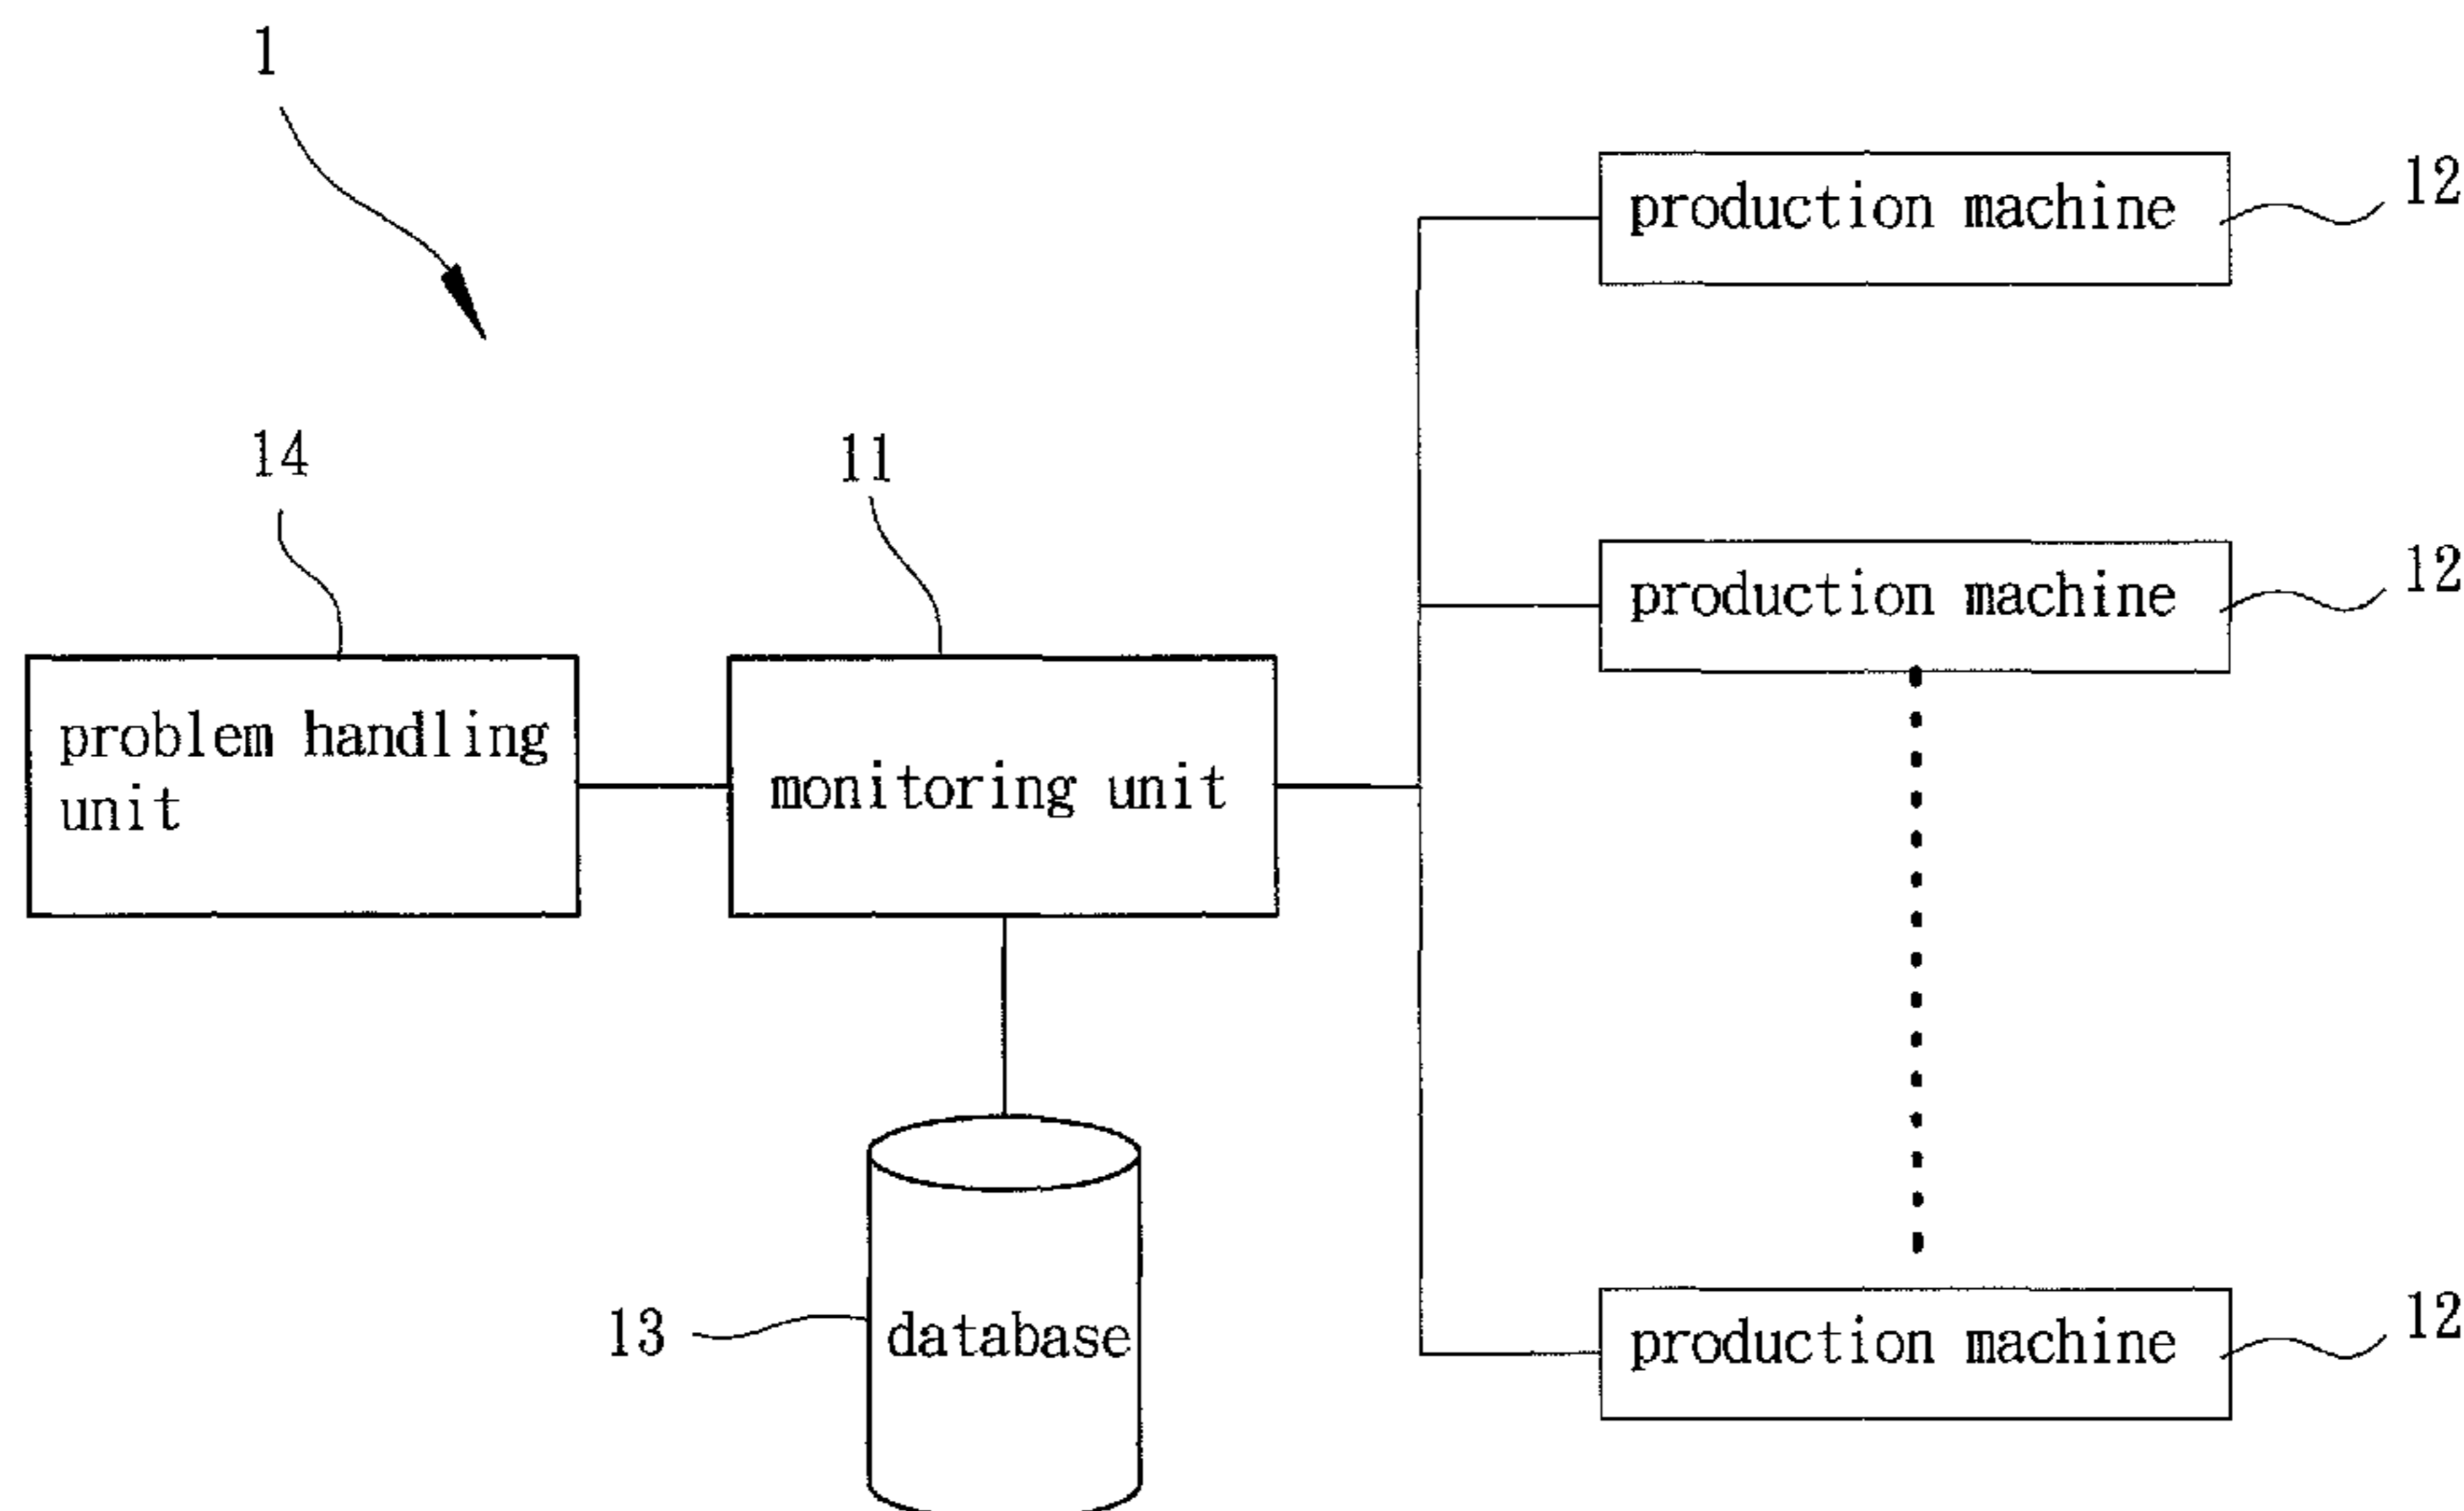 1
production machine 12
14
11
production machine 12
problem handling
unit
monitoring unit
13
database
production machine 12